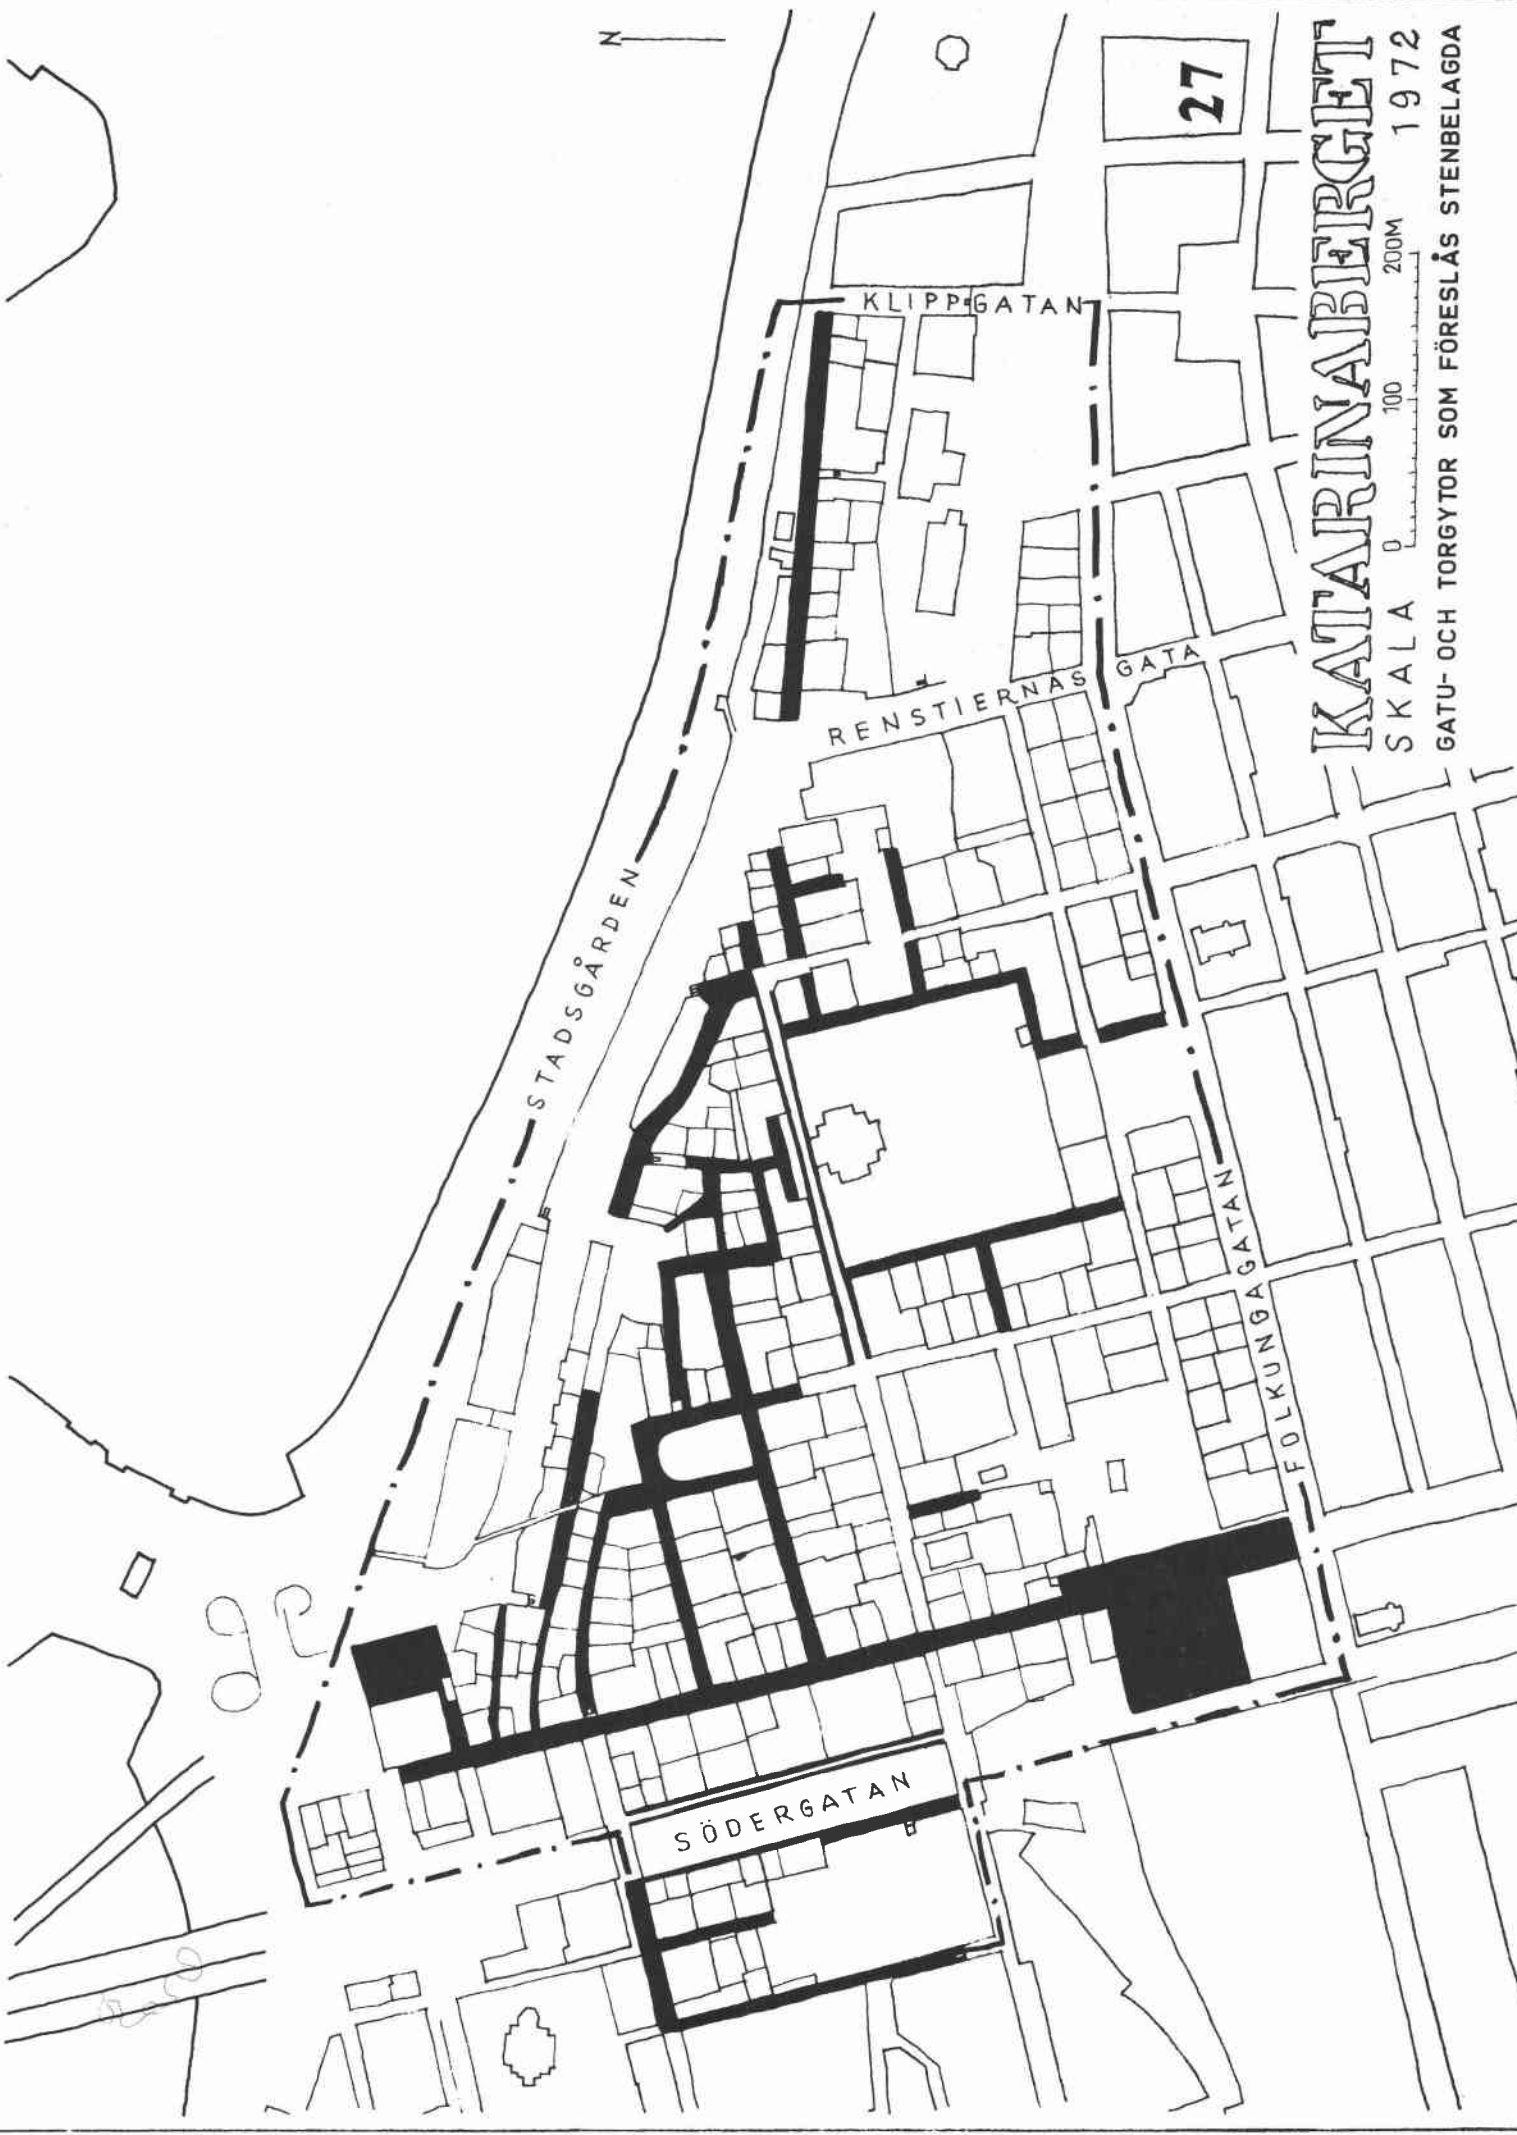 N
STADSGÅRDEN
KLIPPGATAN
RENSTIERNAS GATA
SÖDERGATAN
FOLKUNGAGATAN
27
KATARINABERGET
SKALA 0 100 200M 1972
GATU- OCH TORGYTOR SOM FÖRESLÅS STENBELAGDA